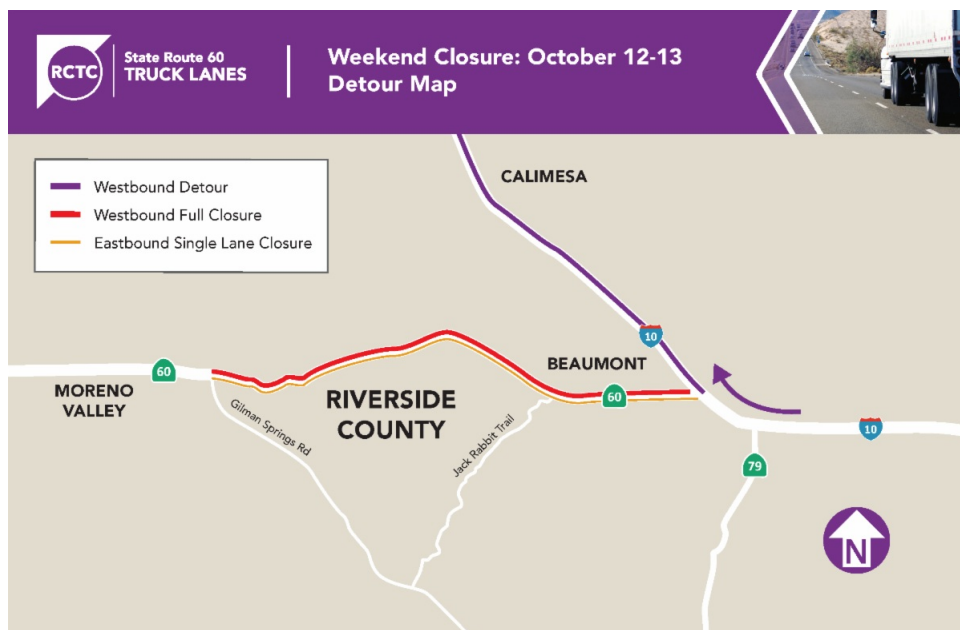 RCTC
State Route 60
TRUCK LANES
Weekend Closure: October 12-13
Detour Map
Westbound Detour
Westbound Full Closure
Eastbound Single Lane Closure
CALIMESA
10
BEAUMONT
60
MORENO
VALLEY
RIVERSIDE
COUNTY
60
Gilman Springs Rd
Jack Rabbit Trail
10
79
N